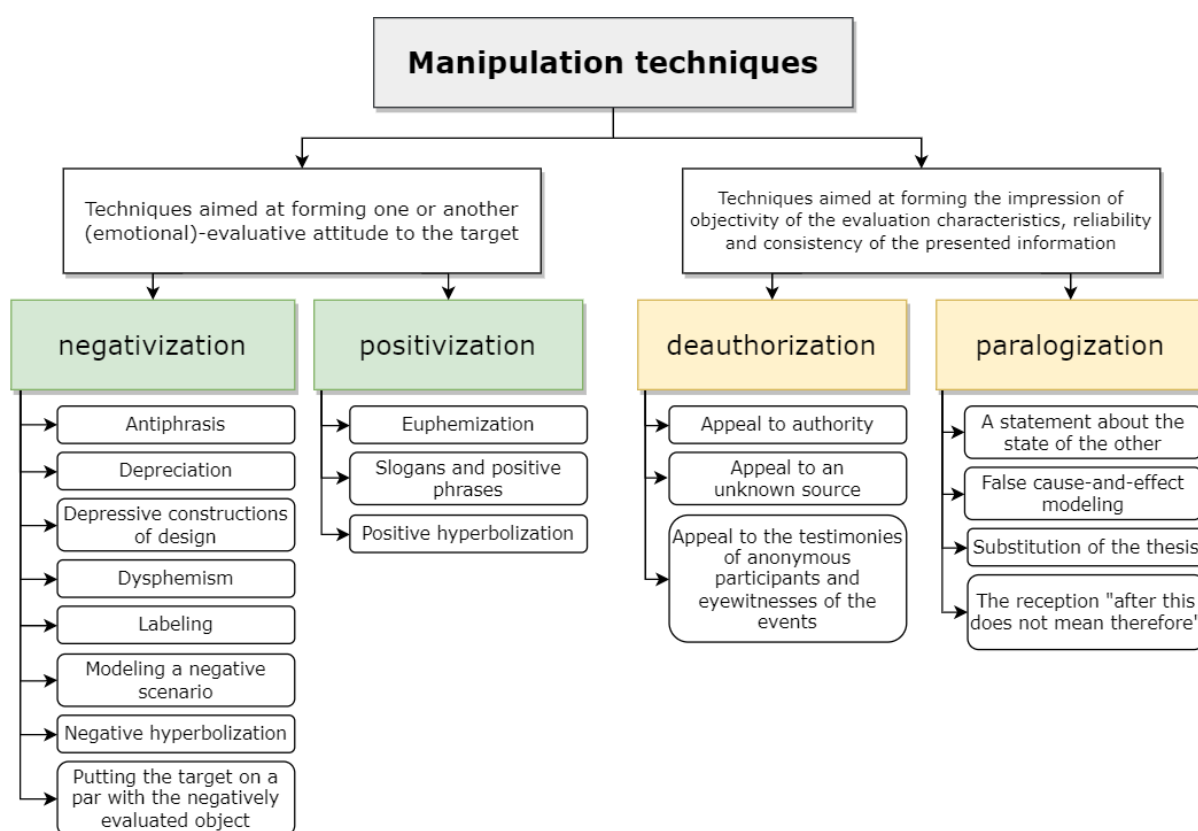 Manipulation techniques
Techniques aimed at forming one or another
(emotional)-evaluative attitude to the target
Techniques aimed at forming the impression of
objectivity of the evaluation characteristics, reliability
and consistency of the presented information
negativization
positivization
deauthorization
paralogization
Antiphrasis
Depreciation
Depressive constructions
of design
Dysphemism
Labeling
Modeling a negative
scenario
Negative hyperbolization
Putting the target on a
par with the negatively
evaluated object
Euphemization
Slogans and positive
phrases
Positive hyperbolization
Appeal to authority
Appeal to an
unknown source
Appeal to the testimonies
of anonymous
participants and
eyewitnesses of the
events
A statement about the
state of the other
False cause-and-effect
modeling
Substitution of the thesis
The reception "after this
does not mean therefore"